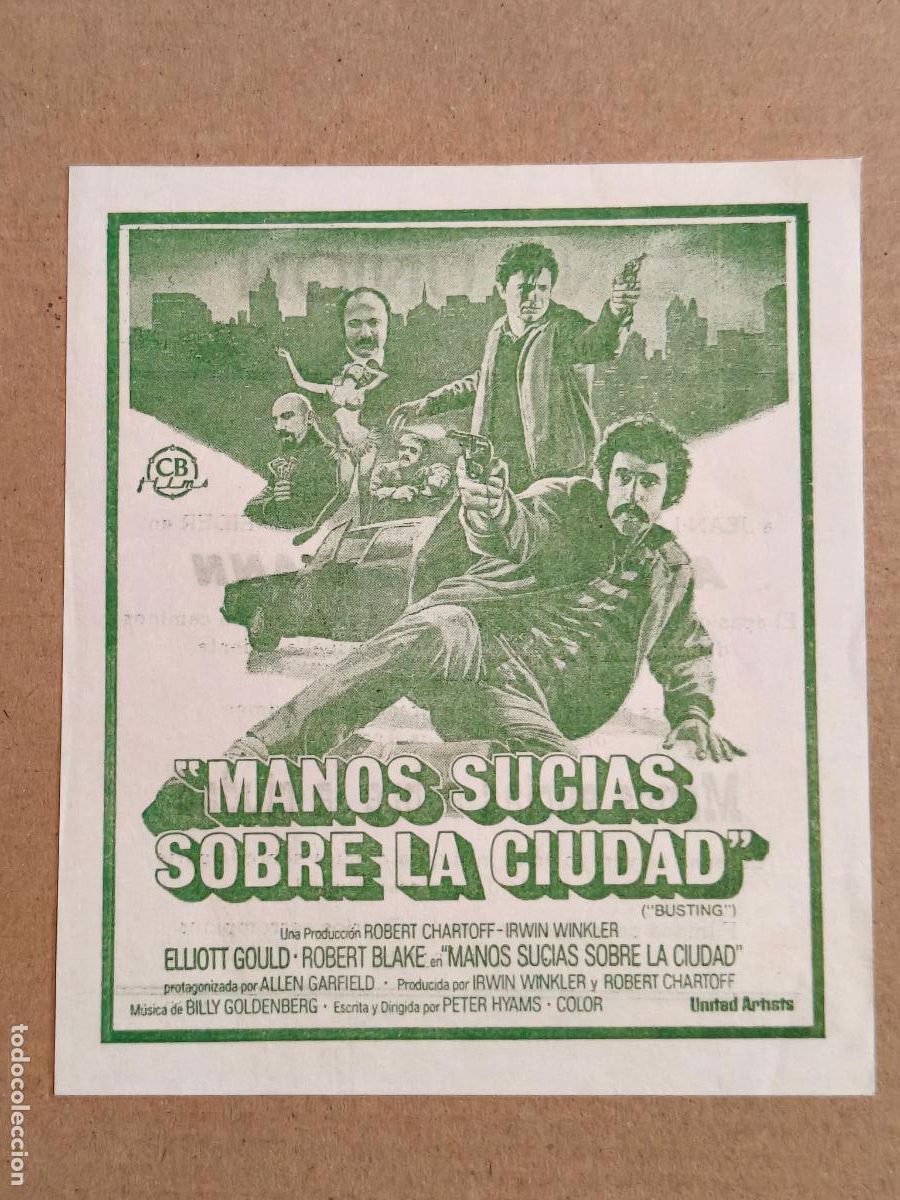 CB
films
"MANOS SUCIAS
SOBRE LA CIUDAD"
("BUSTING")
Una Producción ROBERT CHARTOFF-IRWIN WINKLER
ELLIOTT GOULD · ROBERT BLAKE en "MANOS SUCIAS SOBRE LA CIUDAD"
protagonizada por ALLEN GARFIELD · Producida por IRWIN WINKLER y ROBERT CHARTOFF
Música de BILLY GOLDENBERG · Escrita y Dirigida por PETER HYAMS · COLOR
United Artists
todocoleccion